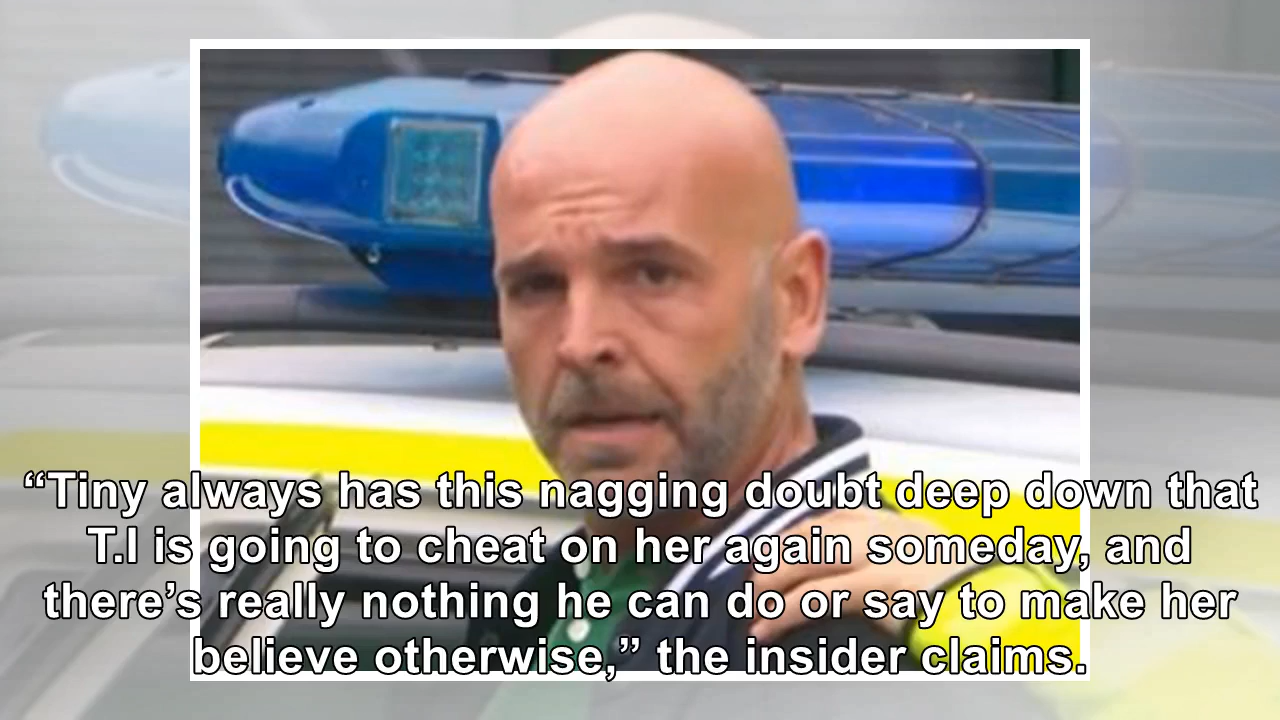 “Tiny always has this nagging doubt deep down that
T.I is going to cheat on her again someday, and
there’s really nothing he can do or say to make her
believe otherwise,” the insider claims.